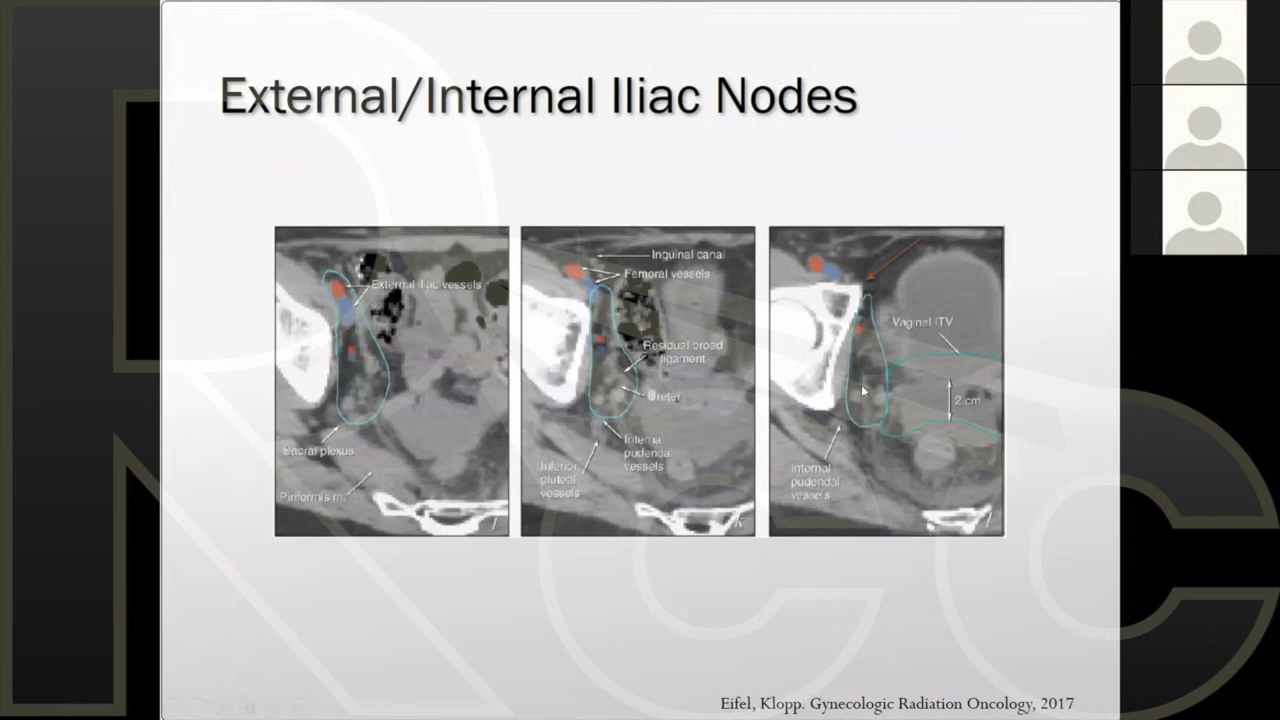 External/Internal Iliac Nodes
External iliac vessels
Sacral plexus
Piriformis m.
Inguinal canal
Femoral vessels
Residual broad
ligament
Ureter
Internal
pudendal
vessels
Inferior
gluteal
vessels
Vaginal ITV
2 cm
Internal
pudendal
vessels
Eifel, Klopp. Gynecologic Radiation Oncology, 2017